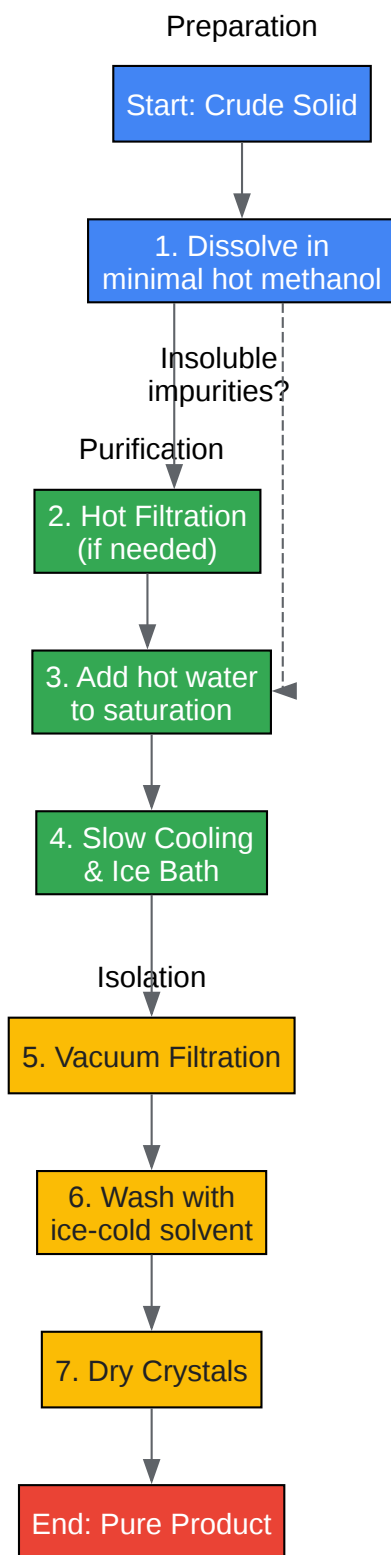 Preparation
Start: Crude Solid
1. Dissolve in
minimal hot methanol
Insoluble
impurities?
Purification
2. Hot Filtration
(if needed)
3. Add hot water
to saturation
4. Slow Cooling
& Ice Bath
Isolation
5. Vacuum Filtration
6. Wash with
ice-cold solvent
7. Dry Crystals
End: Pure Product